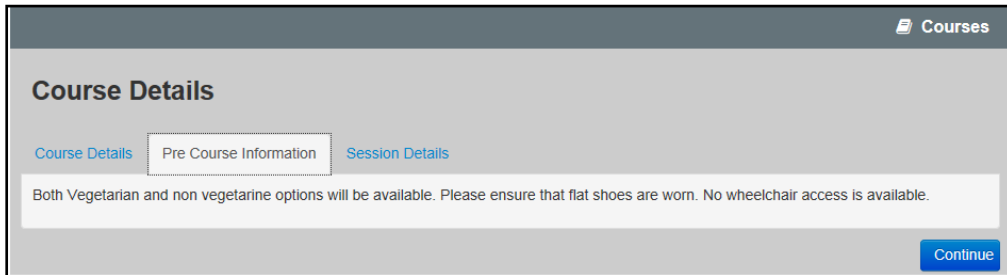 Courses
Course Details
Course Details Pre Course Information Session Details
Both Vegetarian and non vegetarine options will be available. Please ensure that flat shoes are worn. No wheelchair access is available.
Continue